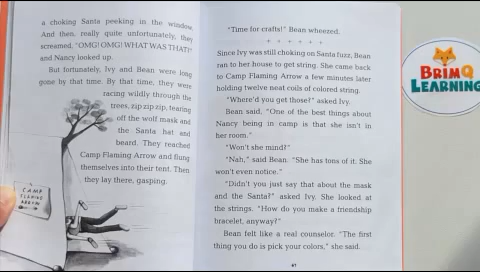 a choking Santa peeking in the window.
And then, really quite unfortunately, they
screamed, "OMG! OMG! WHAT WAS THAT!"
and Nancy looked up.
But fortunately, Ivy and Bean were long
gone by that time. By that time, they were
racing wildly through the
trees, zip zip zip, tearing
off the wolf mask and
the Santa hat and
beard. They reached
Camp Flaming Arrow and flung
themselves into their tent. Then
they lay there, gasping.
CAMP
FLAMING
ARROW
"Time for crafts!" Bean wheezed.
+ + + + + +
Since Ivy was still choking on Santa fuzz, Bean
ran to her house to get string. She came back
to Camp Flaming Arrow a few minutes later
holding twelve neat coils of colored string.
"Where'd you get those?" asked Ivy.
Bean said, "One of the best things about
Nancy being in camp is that she isn't in
her room."
"Won't she mind?"
"Nah," said Bean. "She has tons of it. She
won't even notice."
"Didn't you just say that about the mask
and the Santa?" asked Ivy. She looked at
the strings. "How do you make a friendship
bracelet, anyway?"
Bean felt like a real counselor. "The first
thing you do is pick your colors," she said.
BRIMQ
LEARNING